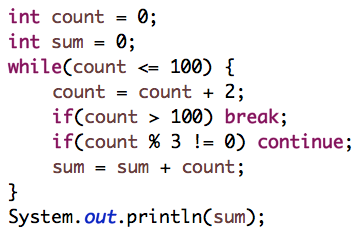 int count = 0;
int sum = 0;
while(count <= 100) {
    count = count + 2;
    if(count > 100) break;
    if(count % 3 != 0) continue;
    sum = sum + count;
}
System.out.println(sum);